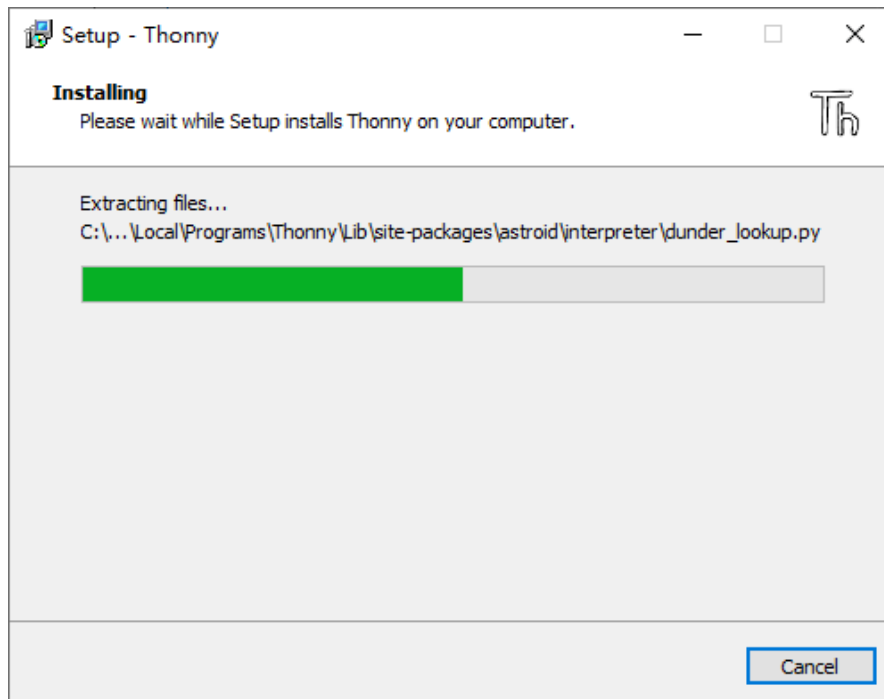 Setup - Thonny
Installing
Please wait while Setup installs Thonny on your computer.
Th
Extracting files...
C:\...\Local\Programs\Thonny\Lib\site-packages\astroid\interpreter\dunder_lookup.py
Cancel